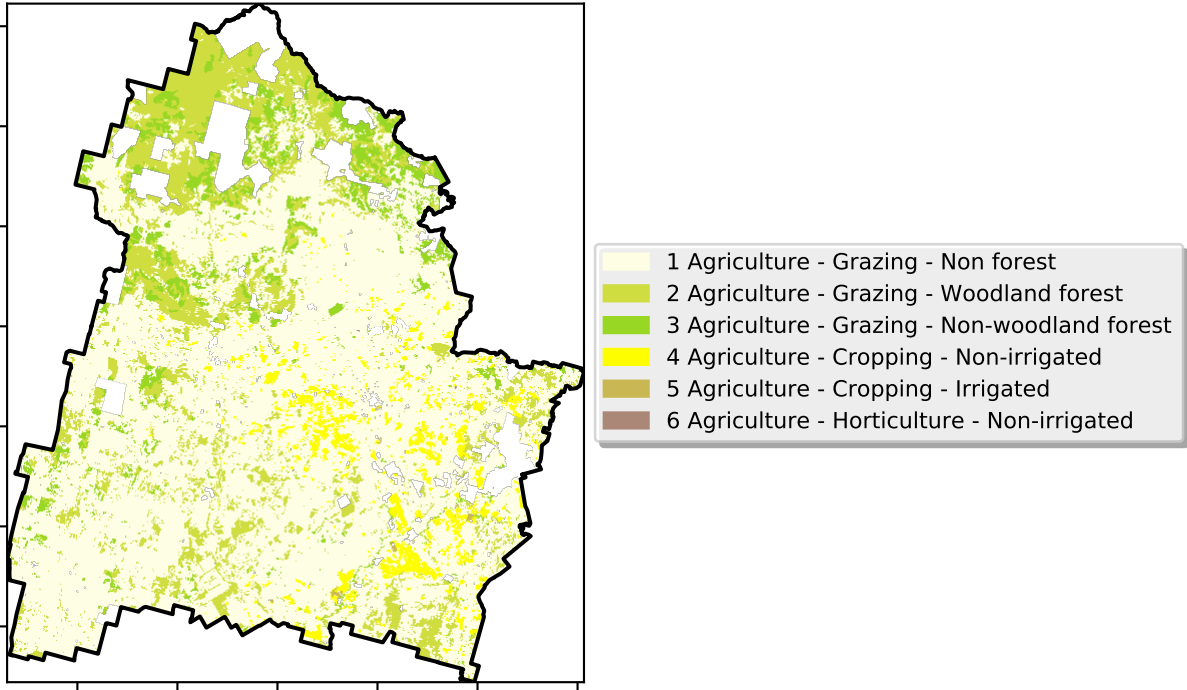 1 Agriculture - Grazing - Non forest
2 Agriculture - Grazing - Woodland forest
3 Agriculture - Grazing - Non-woodland forest
4 Agriculture - Cropping - Non-irrigated
5 Agriculture - Cropping - Irrigated
6 Agriculture - Horticulture - Non-irrigated